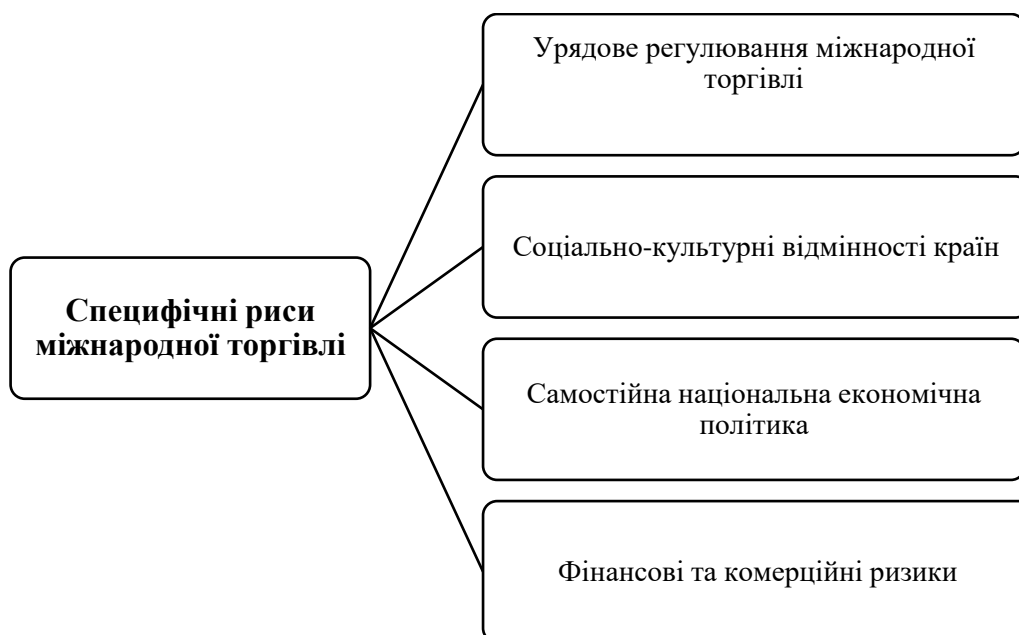 Урядове регулювання міжнародної
торгівлі
Соціально-культурні відмінності країн
Специфічні риси
міжнародної торгівлі
Самостійна національна економічна
політика
Фінансові та комерційні ризики